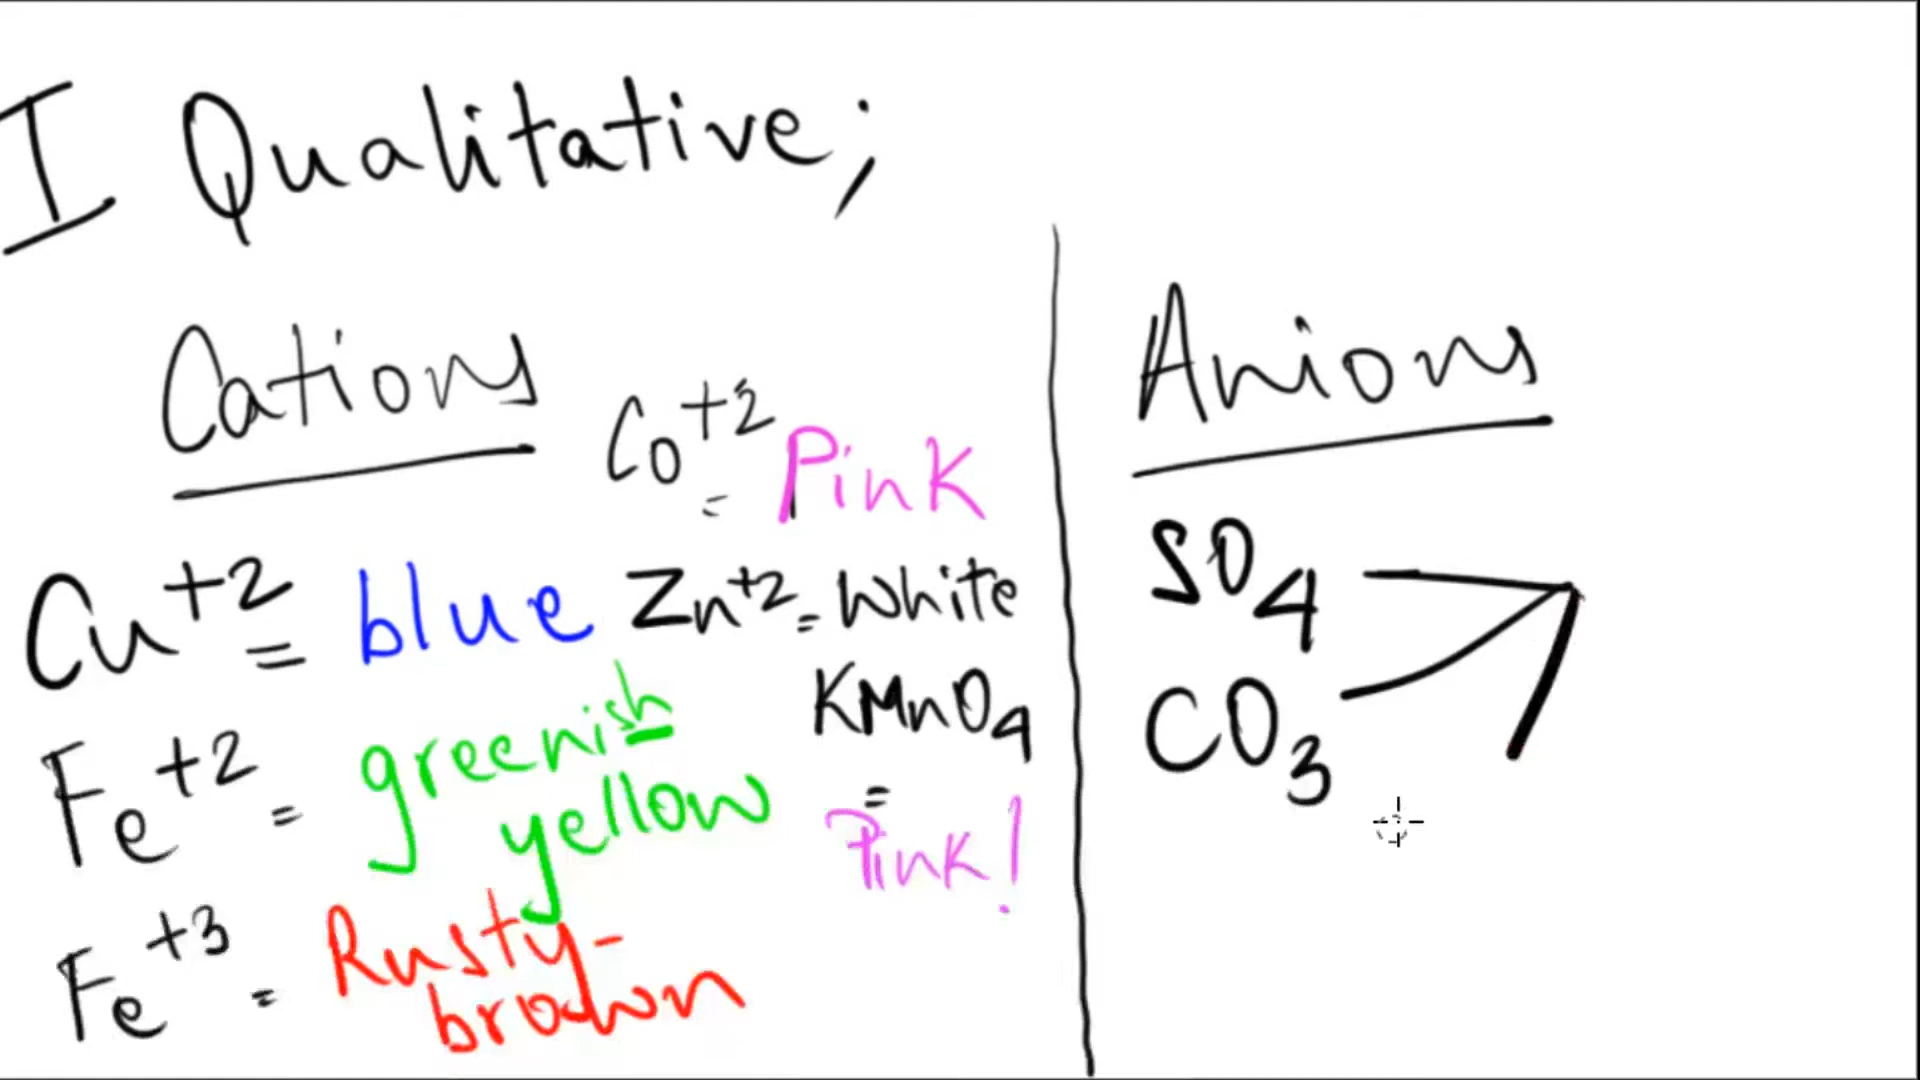 I Qualitative;
Cations
Co+2
= Pink
Cu+2 = blue
Zn+2 = White
Fe+2 = greenish
yellow
KMnO4
=
Pink!
Fe+3 = Rusty-
brown
Anions
SO4
CO3